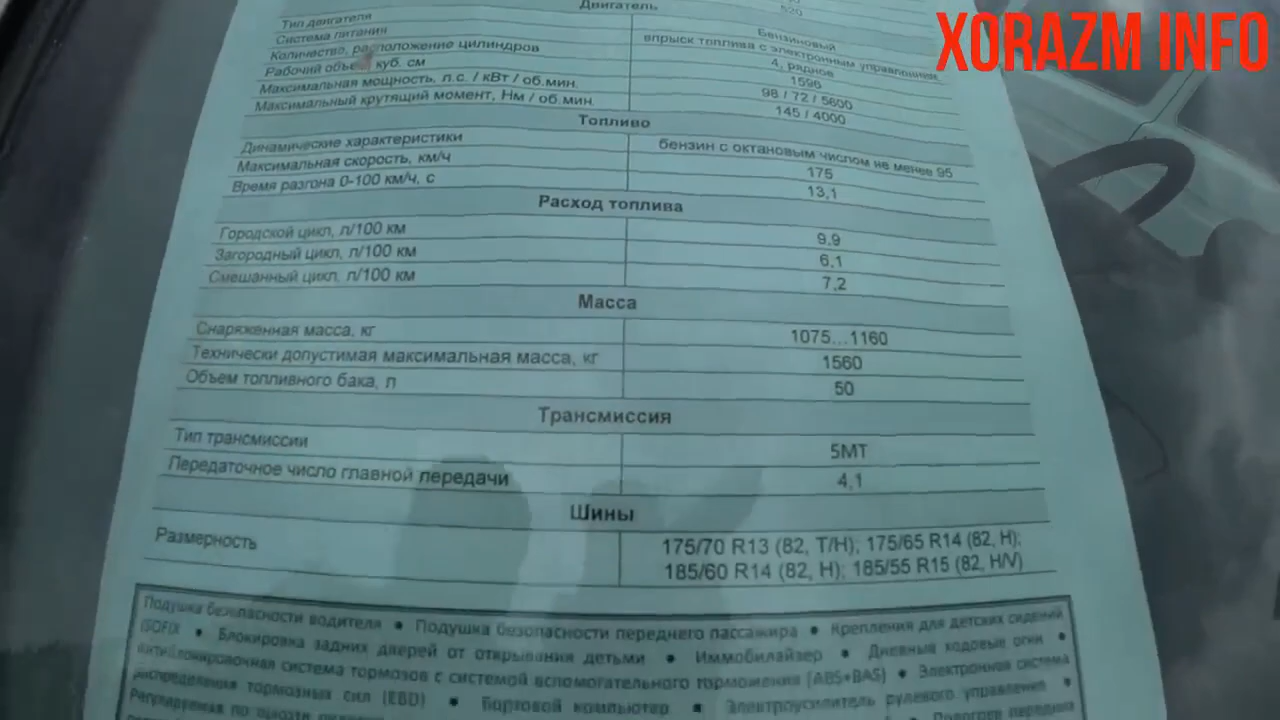 XORAZM INFO
Двигатель 520
Тип двигателя Бензиновый
Система питания впрыск топлива с электронным управлением
Количество, расположение цилиндров 4, рядное
Рабочий объем, куб. см 1596
Максимальная мощность, л.с. / кВт / об.мин. 98 / 72 / 5600
Максимальный крутящий момент, Нм / об.мин. 145 / 4000
Топливо
бензин с октановым числом не менее 95
Динамические характеристики
Максимальная скорость, км/ч 175
Время разгона 0-100 км/ч, с 13,1
Расход топлива
Городской цикл, л/100 км 9,9
Загородный цикл, л/100 км 6,1
Смешанный цикл, л/100 км 7,2
Масса
Снаряженная масса, кг 1075...1160
Технически допустимая максимальная масса, кг 1560
Объем топливного бака, л 50
Трансмиссия
Тип трансмиссии 5МТ
Передаточное число главной передачи 4,1
Шины
Размерность 175/70 R13 (82, T/H); 175/65 R14 (82, H);
185/60 R14 (82, H); 185/55 R15 (82, H/V)
Подушка безопасности водителя • Подушка безопасности переднего пассажира • Крепления для детских сидений
ISOFIX • Блокировка задних дверей от открывания детьми • Иммобилайзер • Дневные ходовые огни •
Антиблокировочная система тормозов с системой вспомогательного торможения (ABS+BAS) • Электронная система
распределения тормозных сил (EBD) • Бортовой компьютер • Электроусилитель рулевого управления •
Регулируемая по высоте • Подогрев передних